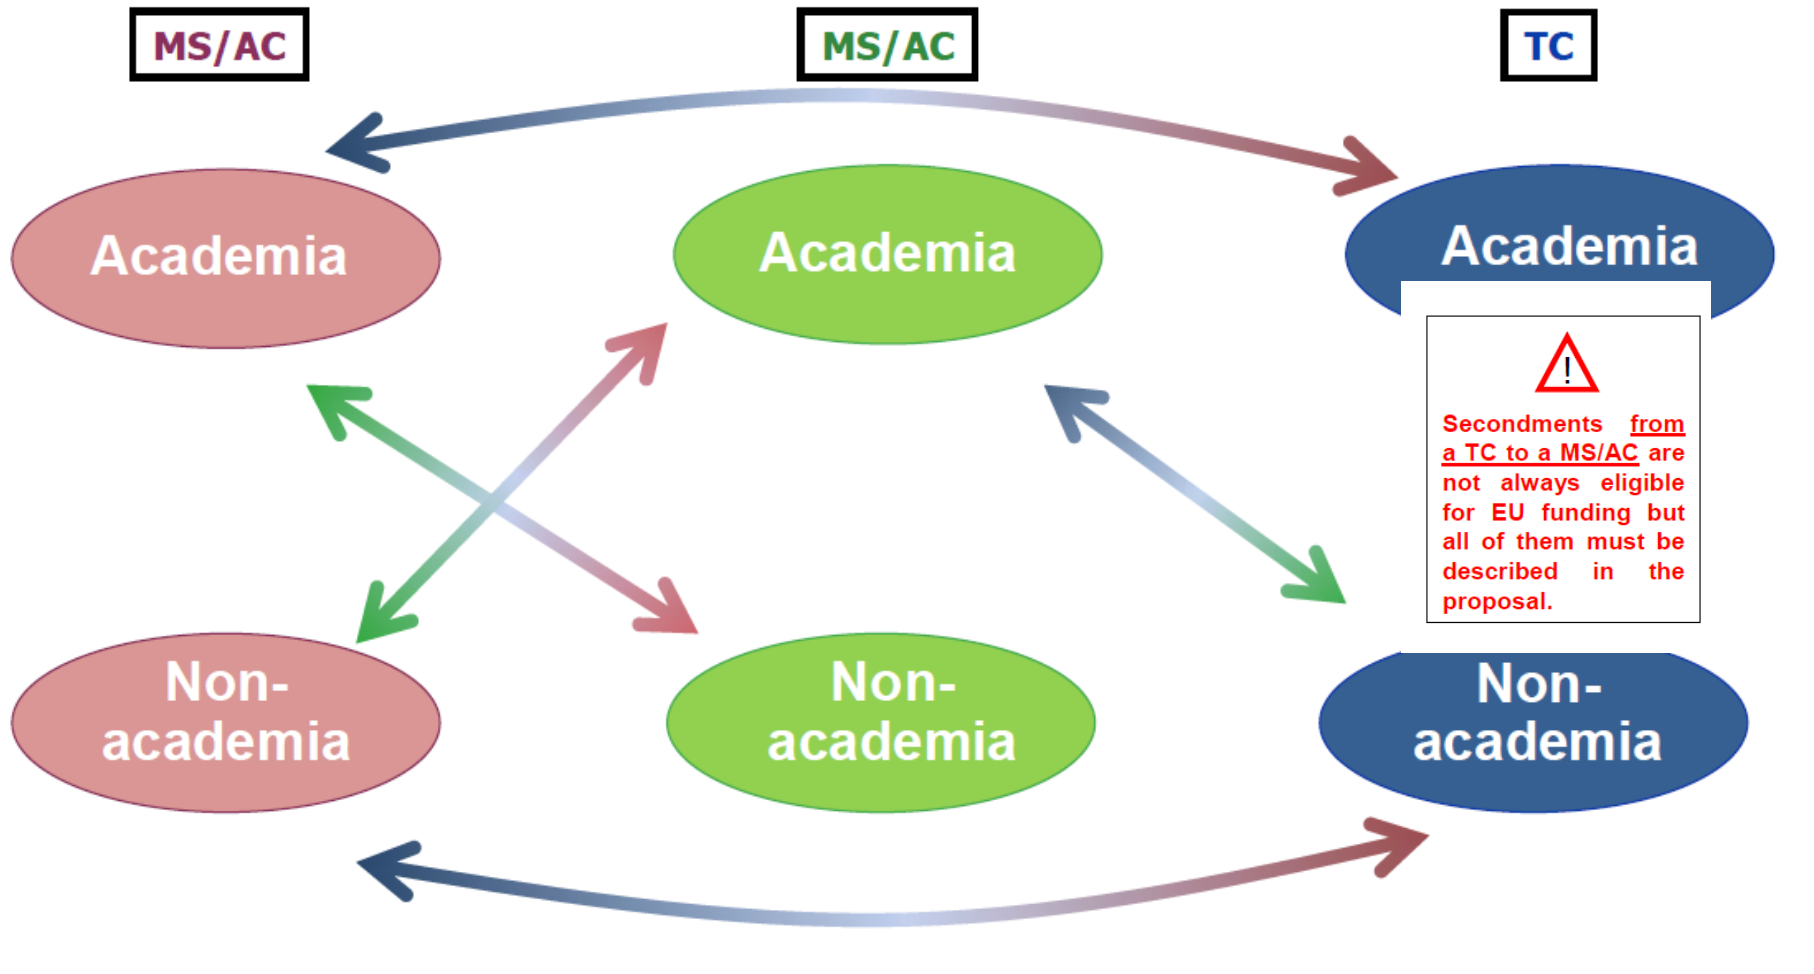 MS/AC
MS/AC
TC
Academia
Academia
Academia
!
Secondments from
a TC to a MS/AC are
not always eligible
for EU funding but
all of them must be
described in the
proposal.
Non-
academia
Non-
academia
Non-
academia